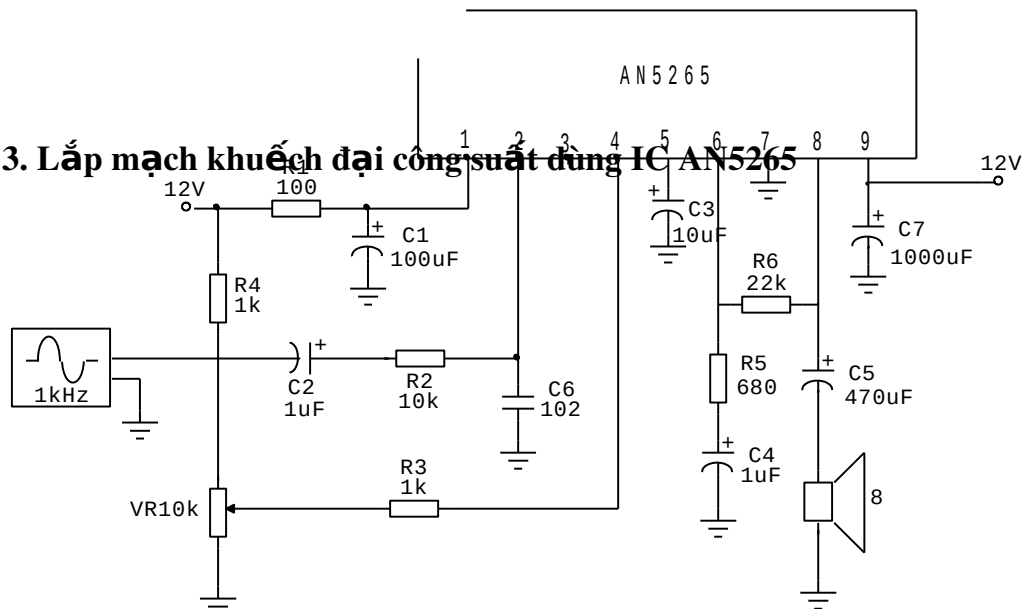 AN5265
1 2 3 4 5 6 7 8 9
3. Lắp mạch khuếch đại công suất dùng IC AN5265
R1
100
12V
12V
C1
100uF
C3
10uF
C7
1000uF
R4
1k
R6
22k
1kHz
C2
1uF
R2
10k
C6
102
R5
680
C5
470uF
R3
1k
C4
1uF
VR10k
8